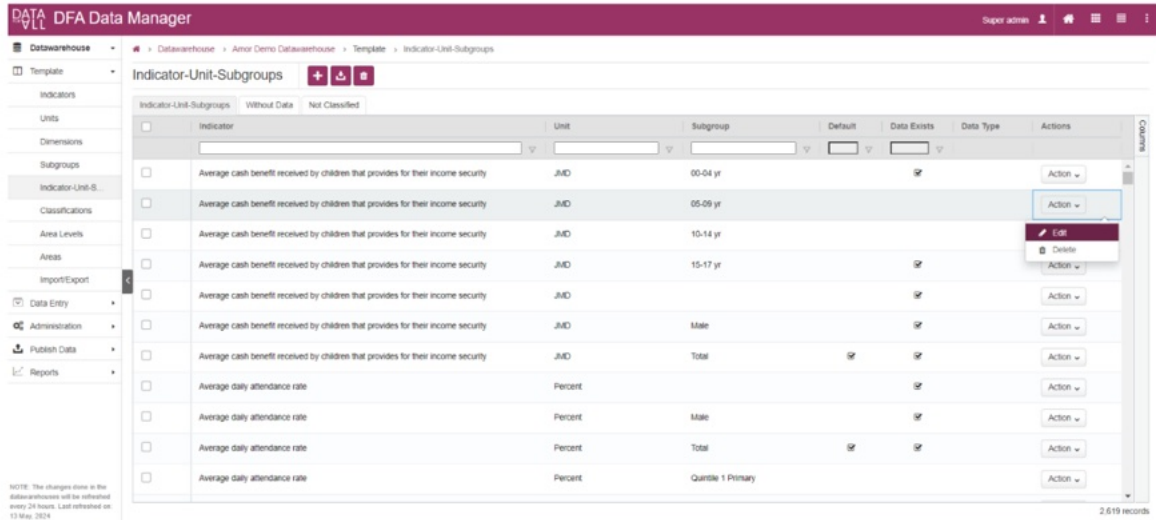 DATA FOR ALL DFA Data Manager
Super admin
Datawarehouse
Datawarehouse > Amor Demo Datawarehouse > Template > Indicator-Unit-Subgroups
Template
Indicator-Unit-Subgroups
Indicators
Units
Dimensions
Subgroups
Indicator-Unit-S...
Classifications
Area Levels
Areas
Import/Export
Data Entry
Administration
Publish Data
Reports
Indicator-Unit-Subgroups Without Data Not Classified
Indicator Unit Subgroup Default Data Exists Data Type Actions
Columns
Average cash benefit received by children that provides for their income security JMD 00-04 yr Action
Average cash benefit received by children that provides for their income security JMD 05-09 yr Action
Edit
Delete
Average cash benefit received by children that provides for their income security JMD 10-14 yr
Average cash benefit received by children that provides for their income security JMD 15-17 yr Action
Average cash benefit received by children that provides for their income security JMD Action
Average cash benefit received by children that provides for their income security JMD Male Action
Average cash benefit received by children that provides for their income security JMD Total Action
Average daily attendance rate Percent Action
Average daily attendance rate Percent Male Action
Average daily attendance rate Percent Total Action
Average daily attendance rate Percent Quintile 1 Primary Action
NOTE: The changes done in the
datawarehouses will be refreshed
every 24 hours. Last refreshed on:
13 May, 2024
2,619 records